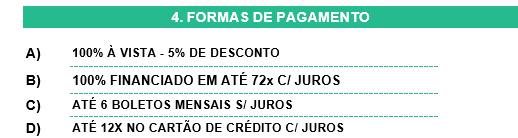 4. FORMAS DE PAGAMENTO
A) 100% À VISTA - 5% DE DESCONTO
B) 100% FINANCIADO EM ATÉ 72x C/ JUROS
C) ATÉ 6 BOLETOS MENSAIS S/ JUROS
D) ATÉ 12X NO CARTÃO DE CRÉDITO C/ JUROS